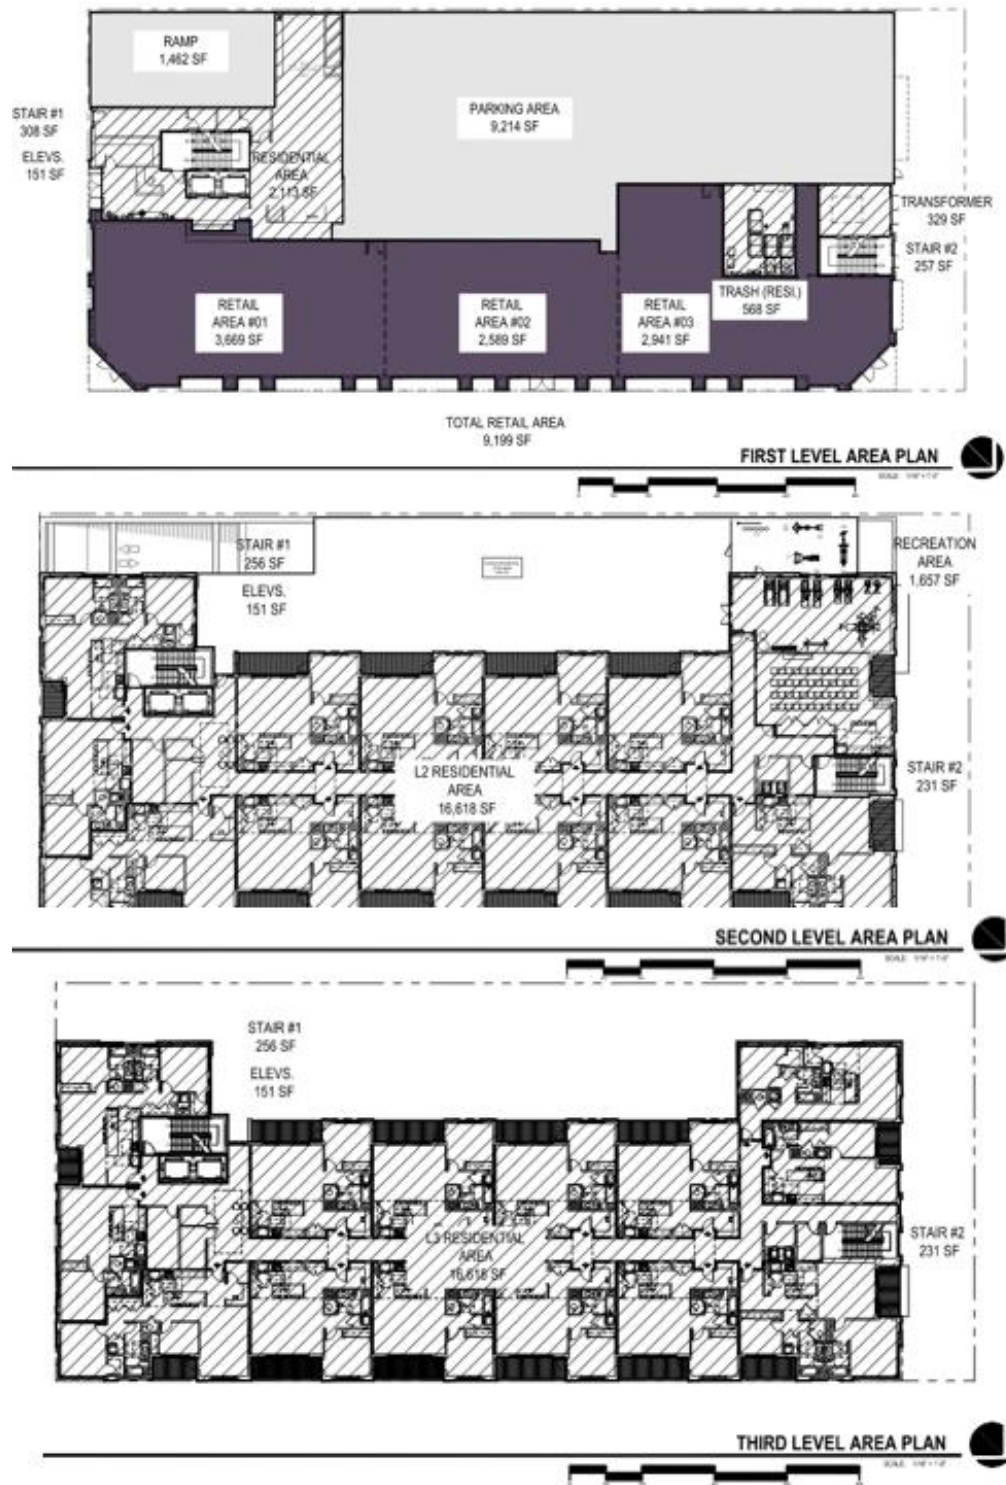 RAMP
1,462 SF
STAIR #1
308 SF
ELEVS.
151 SF
RESIDENTIAL
AREA
2,113 SF
PARKING AREA
9,214 SF
TRANSFORMER
329 SF
STAIR #2
257 SF
TRASH (RESI.)
568 SF
RETAIL
AREA #01
3,669 SF
RETAIL
AREA #02
2,589 SF
RETAIL
AREA #03
2,941 SF
TOTAL RETAIL AREA
9,199 SF
FIRST LEVEL AREA PLAN
STAIR #1
256 SF
ELEVS.
151 SF
RECREATION
AREA
1,657 SF
L2 RESIDENTIAL
AREA
16,618 SF
STAIR #2
231 SF
SECOND LEVEL AREA PLAN
STAIR #1
256 SF
ELEVS.
151 SF
L3 RESIDENTIAL
AREA
16,618 SF
STAIR #2
231 SF
THIRD LEVEL AREA PLAN